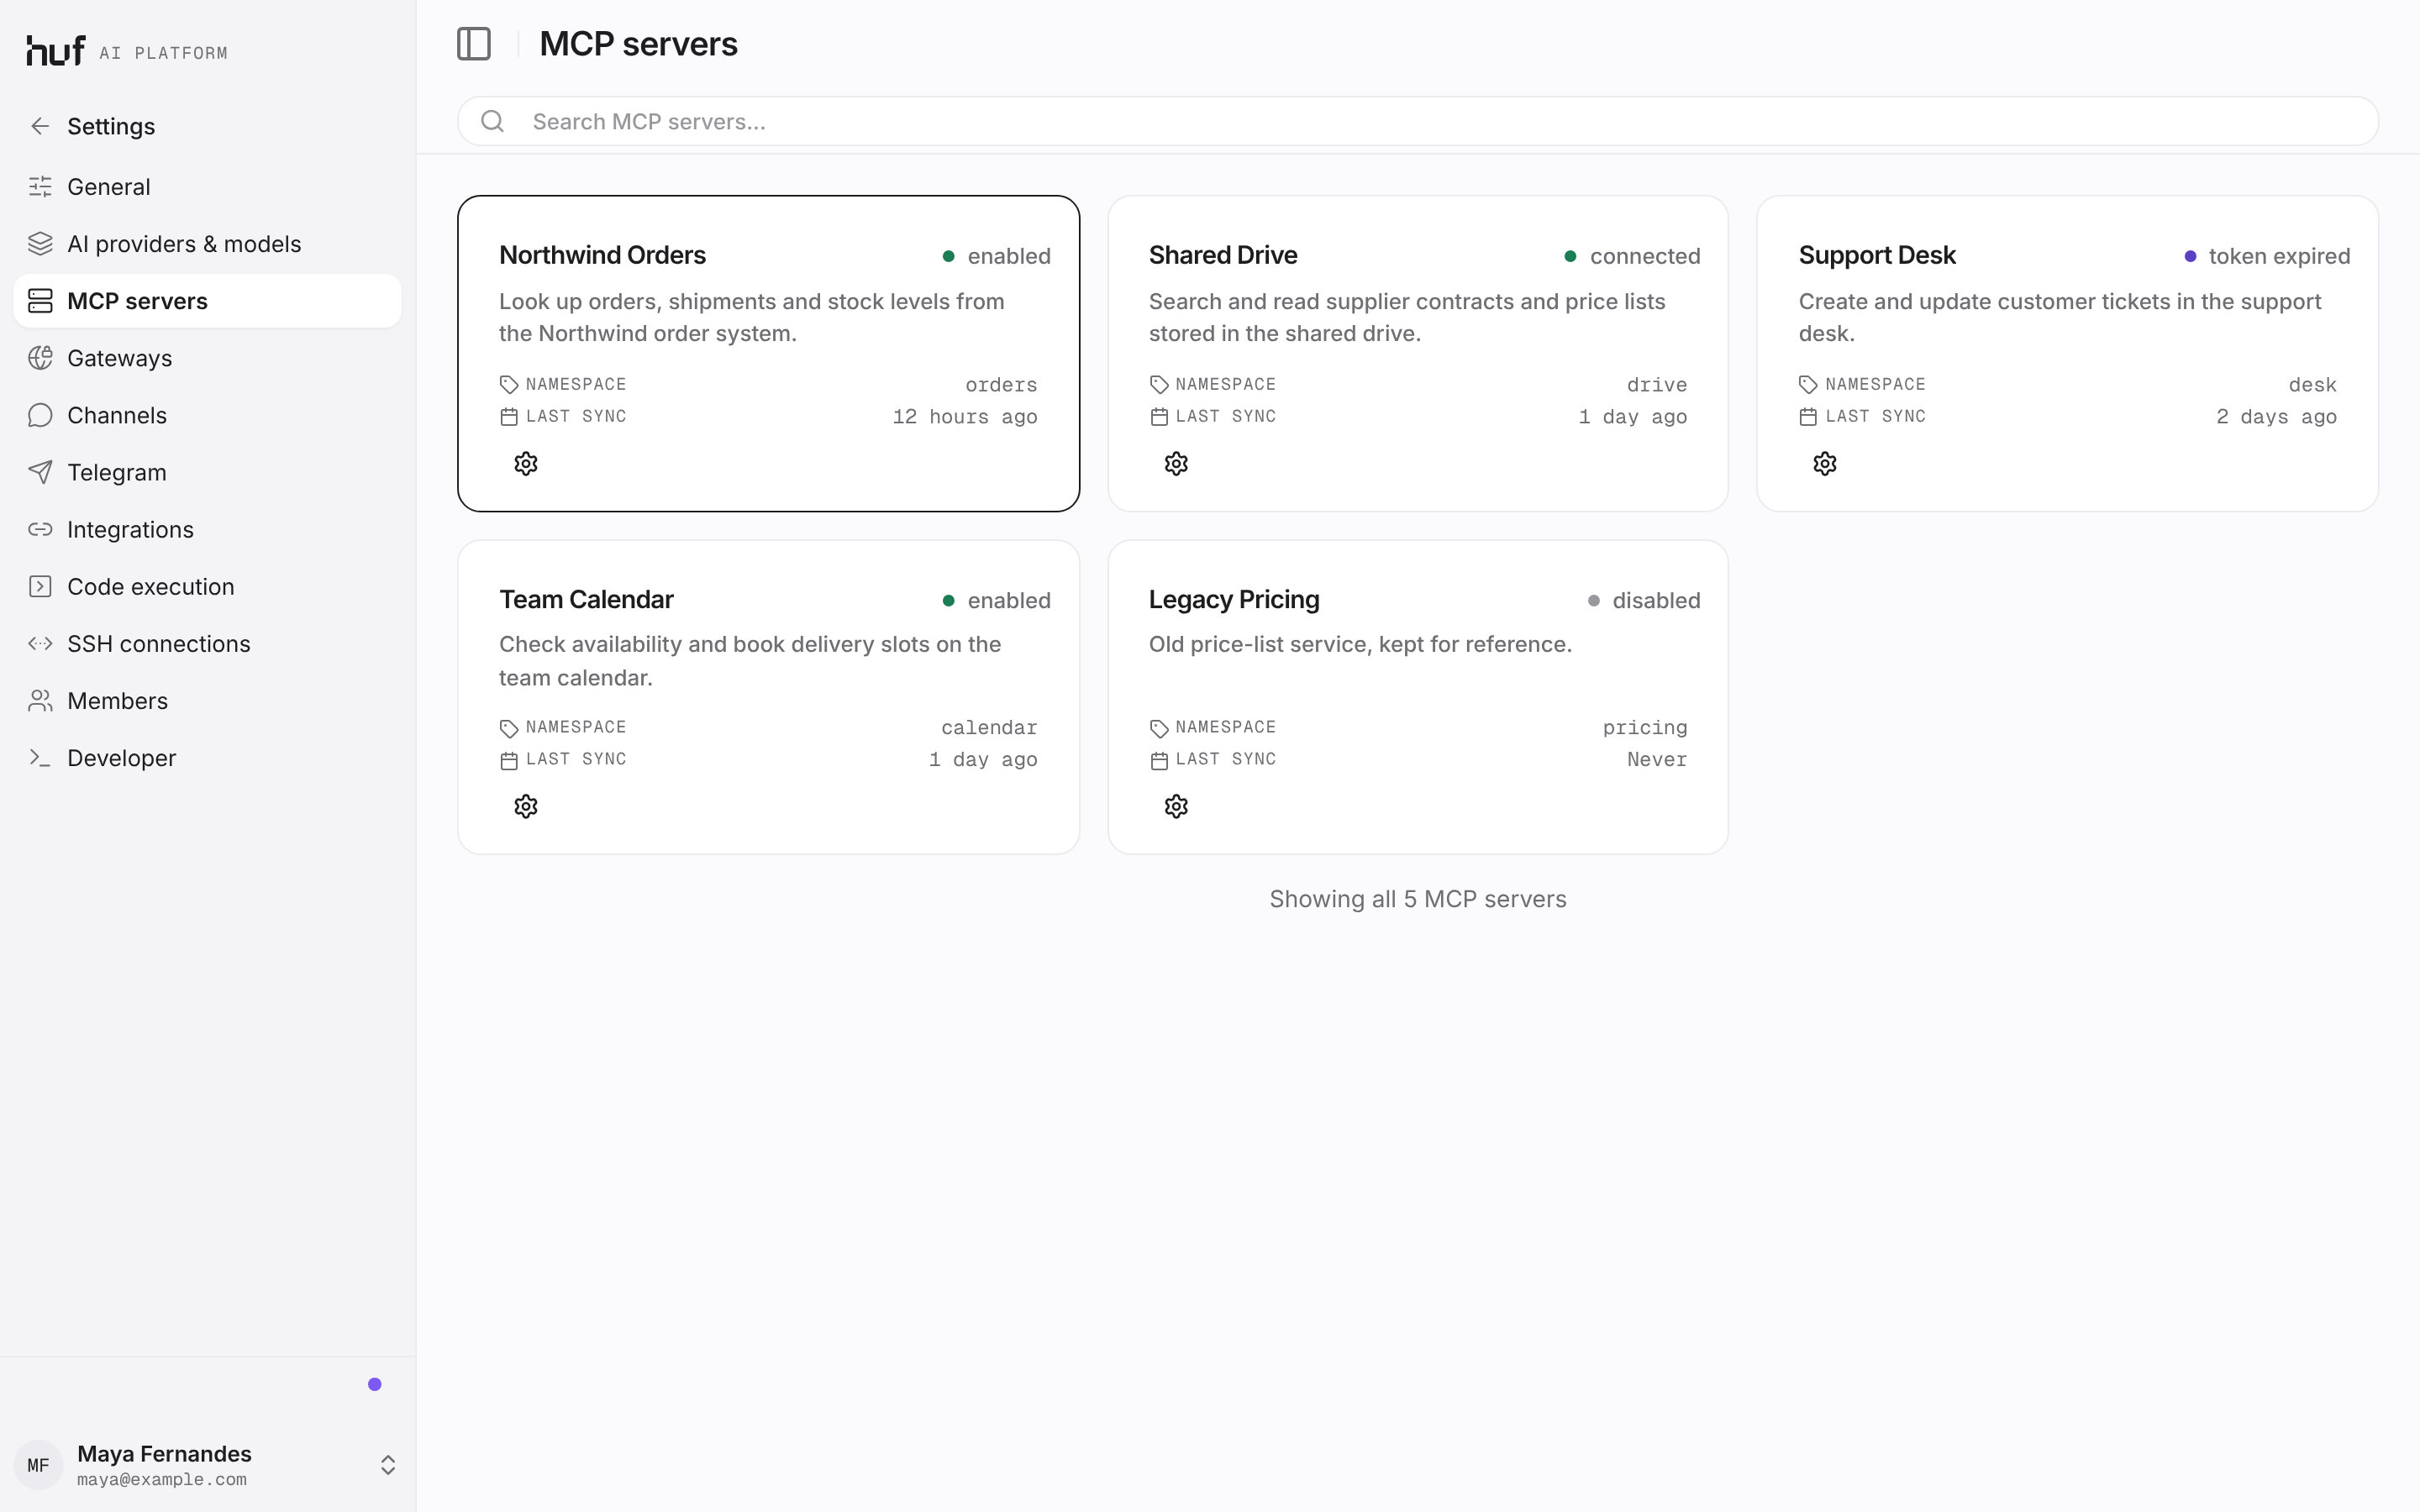 huf AI PLATFORM
Settings
General
AI providers & models
MCP servers
Gateways
Channels
Telegram
Integrations
Code execution
SSH connections
Members
Developer
MF
Maya Fernandes
maya@example.com
MCP servers
Search MCP servers...
Northwind Orders
enabled
Look up orders, shipments and stock levels from
the Northwind order system.
NAMESPACE orders
LAST SYNC 12 hours ago
Shared Drive
connected
Search and read supplier contracts and price lists
stored in the shared drive.
NAMESPACE drive
LAST SYNC 1 day ago
Support Desk
token expired
Create and update customer tickets in the support
desk.
NAMESPACE desk
LAST SYNC 2 days ago
Team Calendar
enabled
Check availability and book delivery slots on the
team calendar.
NAMESPACE calendar
LAST SYNC 1 day ago
Legacy Pricing
disabled
Old price-list service, kept for reference.
NAMESPACE pricing
LAST SYNC Never
Showing all 5 MCP servers